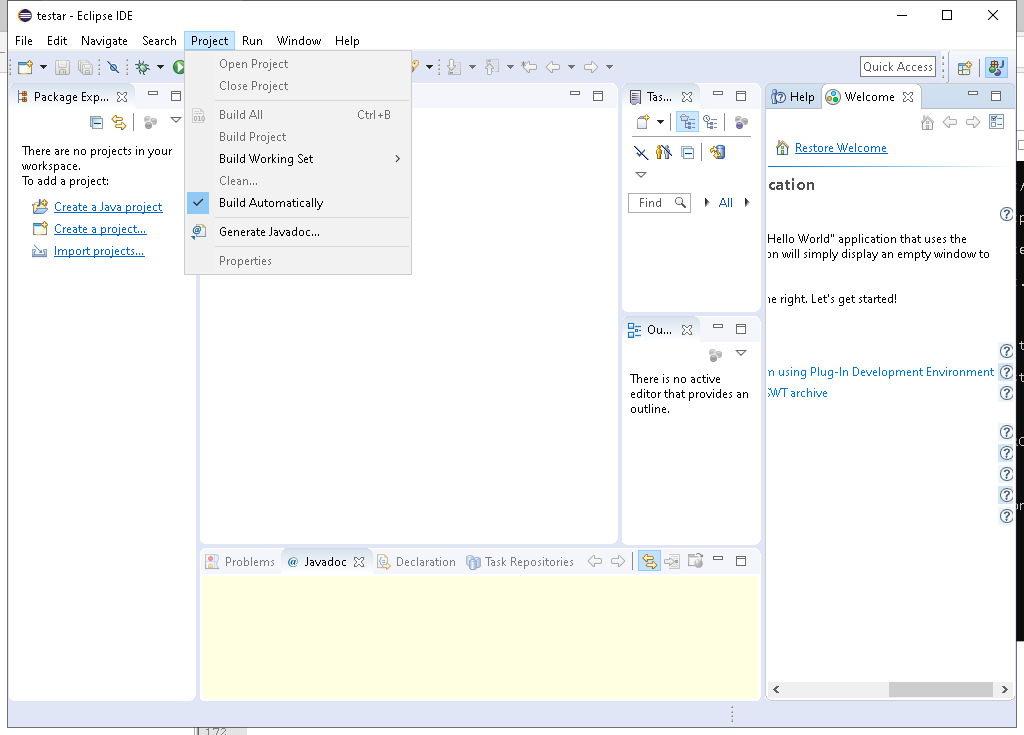 testar - Eclipse IDE
File Edit Navigate Search Project Run Window Help
Quick Access
Package Exp...
There are no projects in your
workspace.
To add a project:
Create a Java project
Create a project...
Import projects...
Open Project
Close Project
Build All Ctrl+B
Build Project
Build Working Set
Clean...
Build Automatically
Generate Javadoc...
Properties
Tas...
Find
All
Ou...
There is no active
editor that provides an
outline.
Help
Welcome
Restore Welcome
cation
Hello World" application that uses the
on will simply display an empty window to
he right. Let's get started!
n using Plug-In Development Environment
SWT archive
Problems
@ Javadoc
Declaration
Task Repositories
172